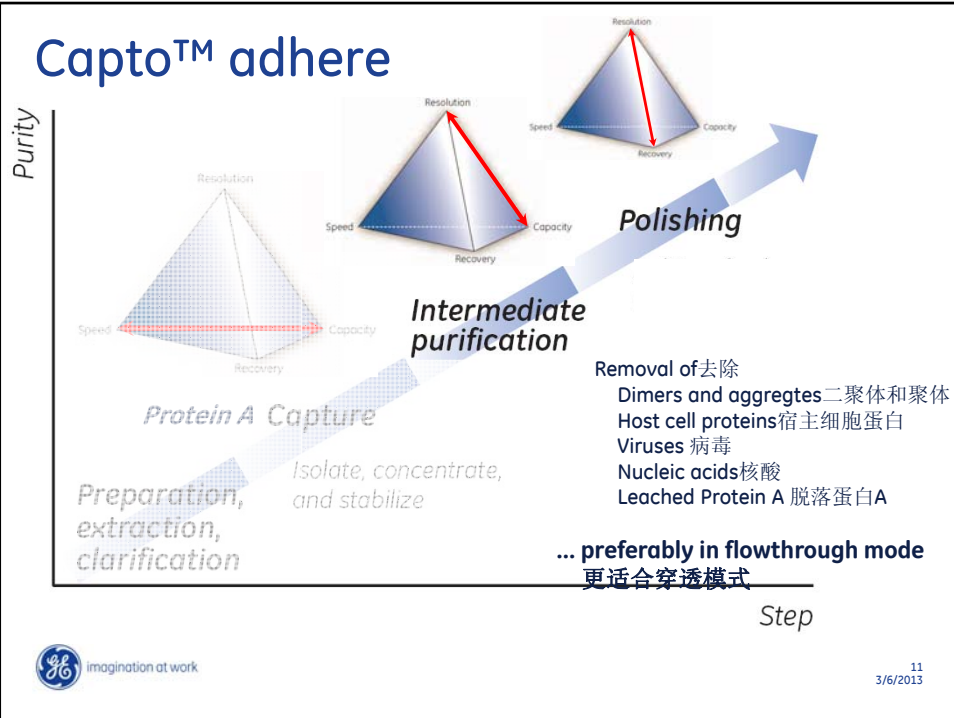 Capto™ adhere
Purity
Resolution
Speed
Capacity
Recovery
Resolution
Speed
Capacity
Recovery
Resolution
Speed
Capacity
Recovery
Polishing
Intermediate
purification
Protein A Capture
Isolate, concentrate,
and stabilize
Preparation,
extraction,
clarification
Removal of去除
Dimers and aggregtes二聚体和聚体
Host cell proteins宿主细胞蛋白
Viruses 病毒
Nucleic acids核酸
Leached Protein A 脱落蛋白A
... preferably in flowthrough mode
更适合穿透模式
Step
GE imagination at work
11
3/6/2013